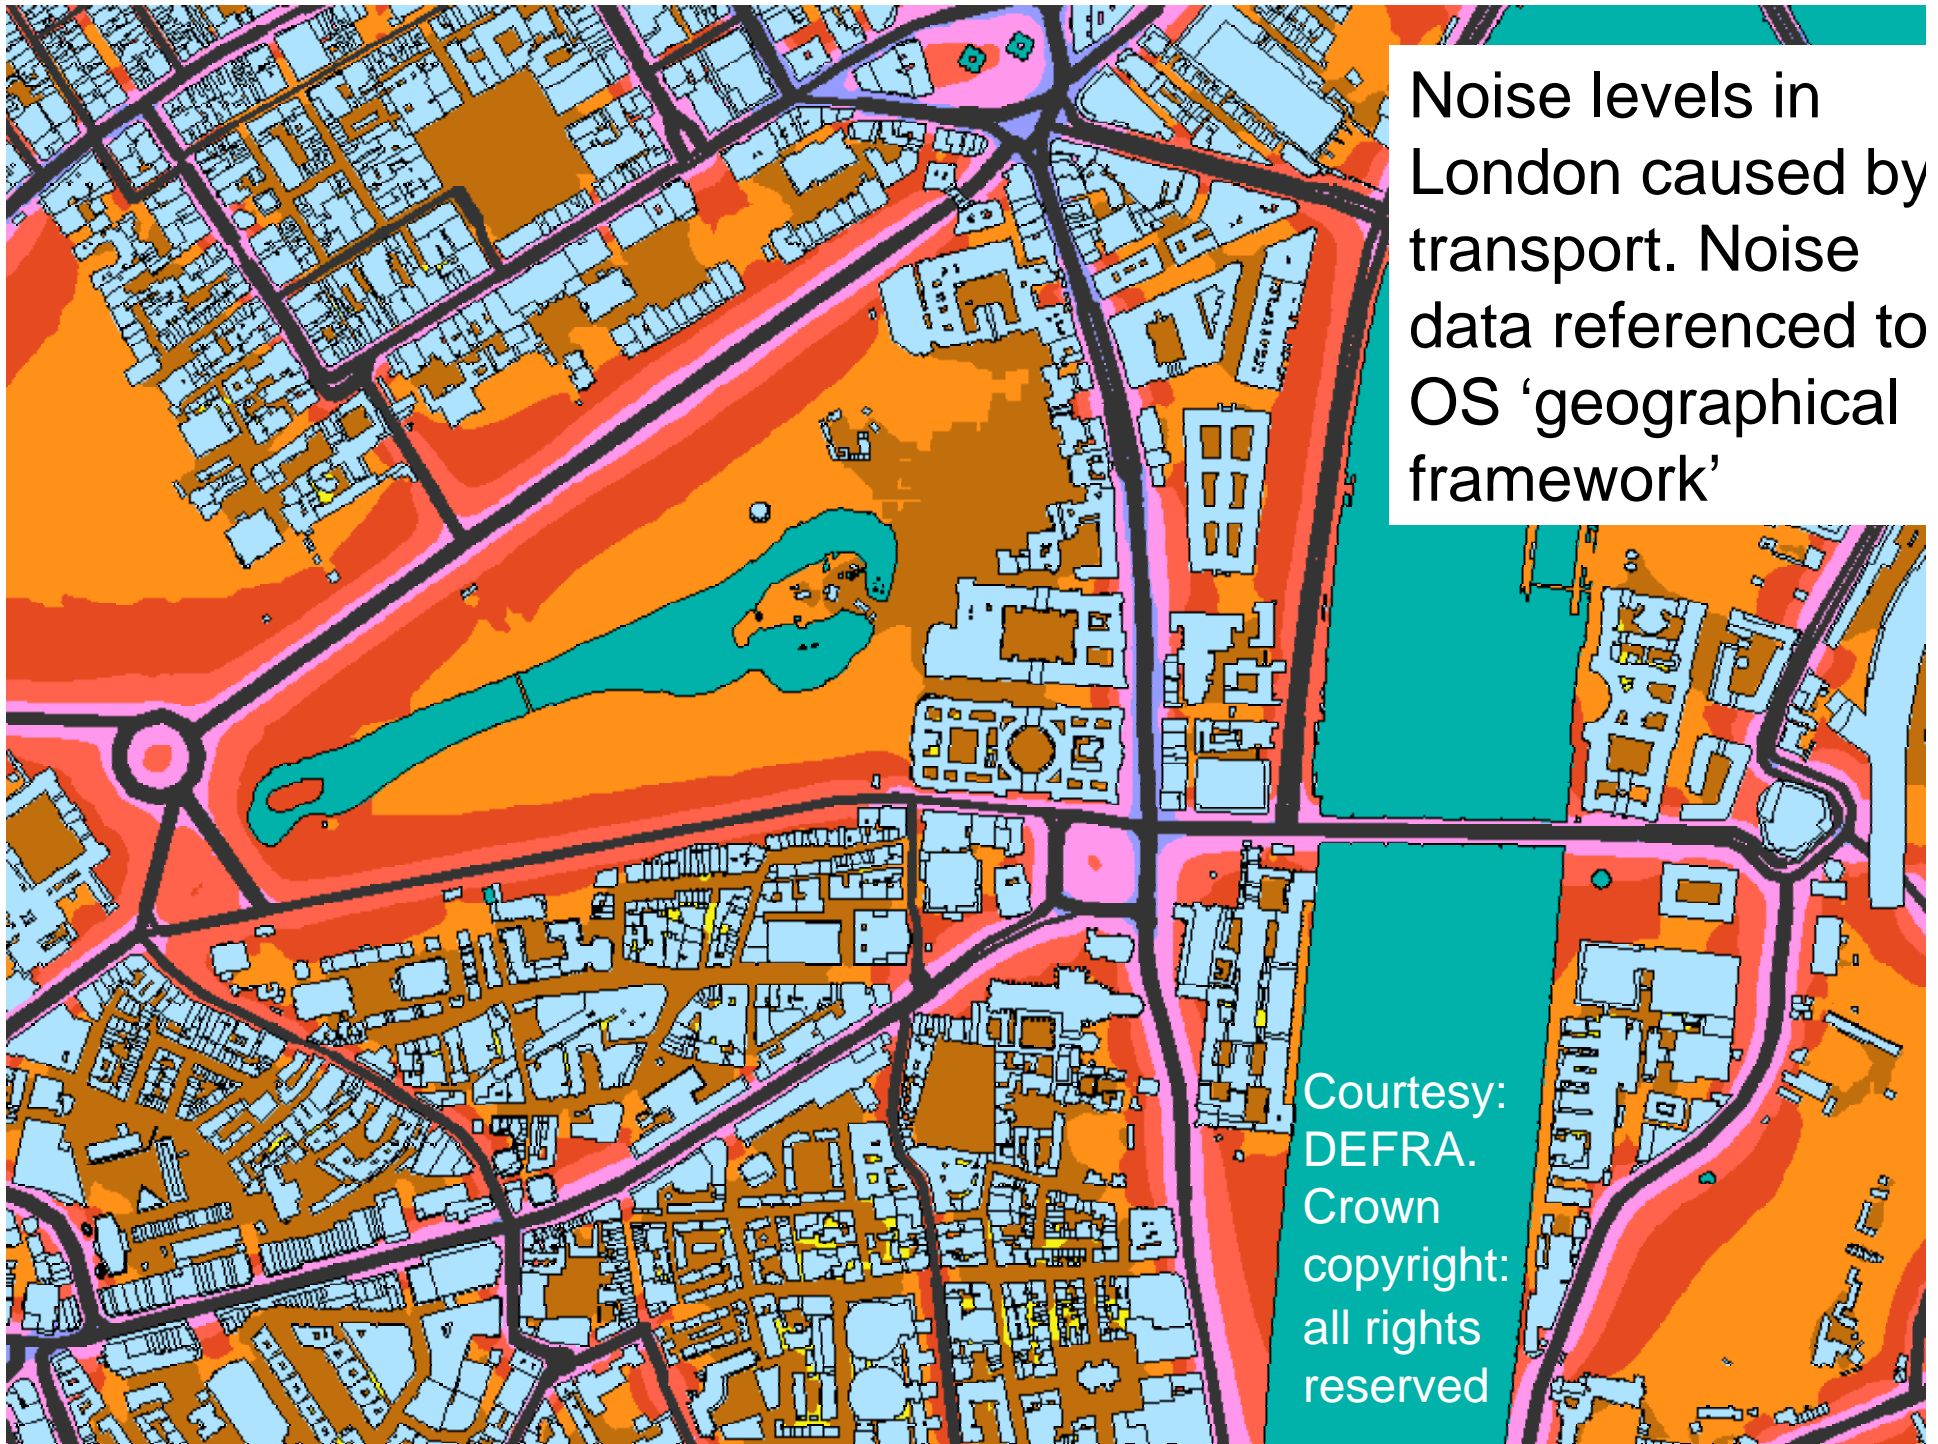 Noise levels in
London caused by
transport. Noise
data referenced to
OS ‘geographical
framework’
Courtesy:
DEFRA.
Crown
copyright:
all rights
reserved